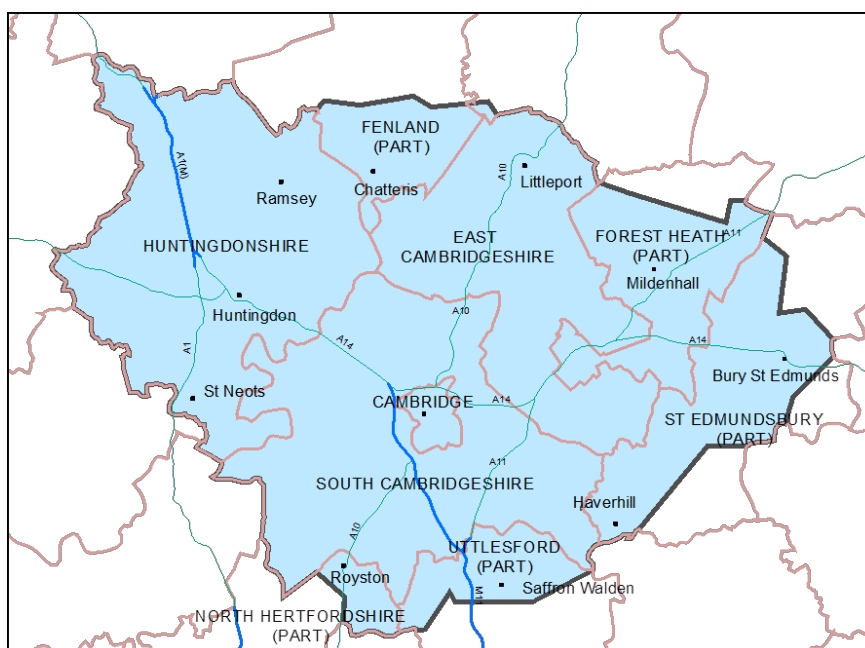 FENLAND
(PART)
A10
A1(M)
Littleport
Chatteris
Ramsey
EAST
CAMBRIDGESHIRE
FOREST HEATH
(PART)
A11
HUNTINGDONSHIRE
Mildenhall
Huntingdon
A10
A14
A14
A1
Bury St Edmunds
St Neots
CAMBRIDGE
A14
ST EDMUNDSBURY
(PART)
A11
SOUTH CAMBRIDGESHIRE
Haverhill
A10
UTTLESFORD
(PART)
Royston
Saffron Walden
M11
NORTH HERTFORDSHIRE
(PART)